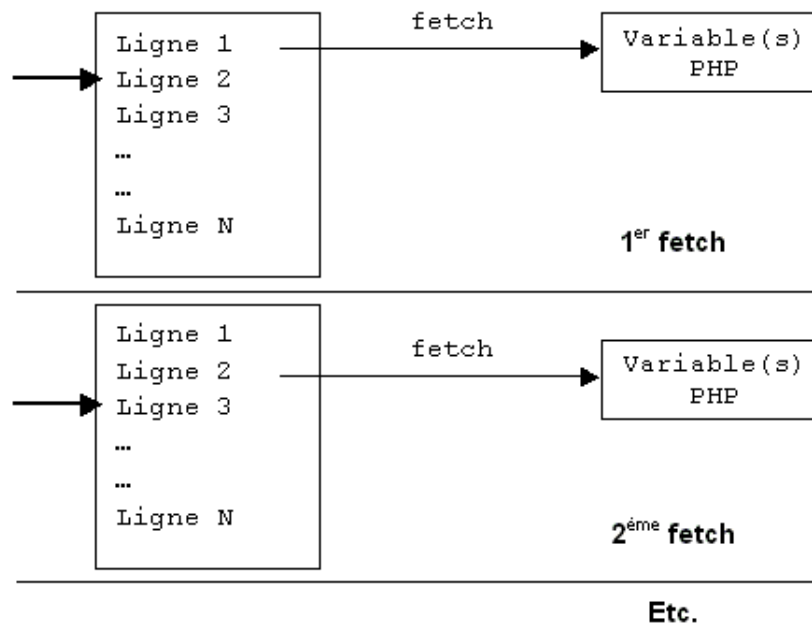 fetch
Ligne 1
Ligne 2
Ligne 3
…
…
Ligne N
Variable(s)
PHP
1er fetch
Ligne 1
Ligne 2
Ligne 3
…
…
Ligne N
fetch
Variable(s)
PHP
2éme fetch
Etc.